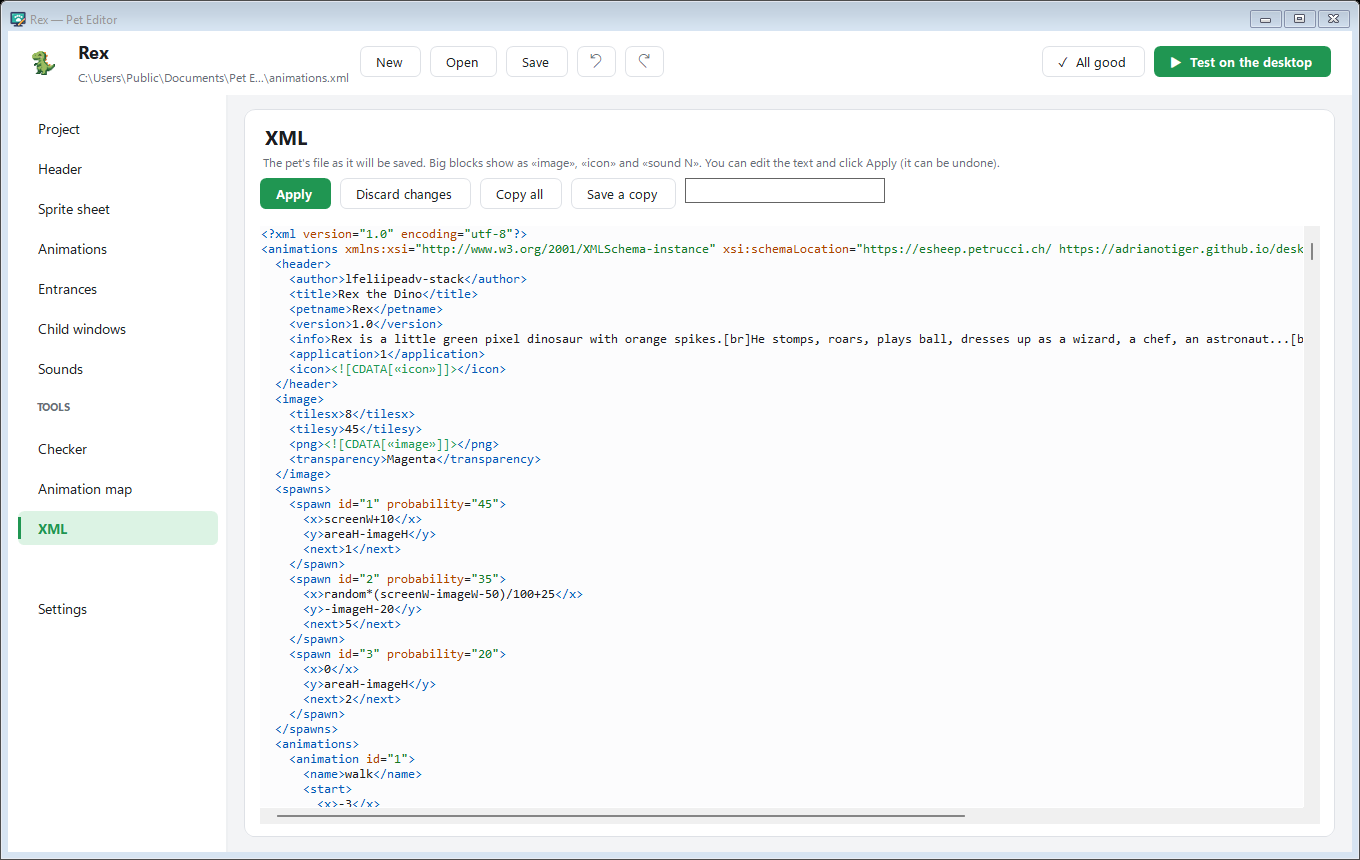 Rex — Pet Editor
Rex
C:\Users\Public\Documents\Pet E...\animations.xml
New
Open
Save
✓ All good
▶ Test on the desktop
Project
Header
Sprite sheet
Animations
Entrances
Child windows
Sounds
TOOLS
Checker
Animation map
XML
Settings
XML
The pet's file as it will be saved. Big blocks show as «image», «icon» and «sound N». You can edit the text and click Apply (it can be undone).
Apply
Discard changes
Copy all
Save a copy
<?xml version="1.0" encoding="utf-8"?>
<animations xmlns:xsi="http://www.w3.org/2001/XMLSchema-instance" xsi:schemaLocation="https://esheep.petrucci.ch/ https://adrianotiger.github.io/desk
<header>
<author>lfeliipeadv-stack</author>
<title>Rex the Dino</title>
<petname>Rex</petname>
<version>1.0</version>
<info>Rex is a little green pixel dinosaur with orange spikes.[br]He stomps, roars, plays ball, dresses up as a wizard, a chef, an astronaut...[b
<application>1</application>
<icon><![CDATA[«icon»]]></icon>
</header>
<image>
<tilesx>8</tilesx>
<tilesy>45</tilesy>
<png><![CDATA[«image»]]></png>
<transparency>Magenta</transparency>
</image>
<spawns>
<spawn id="1" probability="45">
<x>screenW+10</x>
<y>areaH-imageH</y>
<next>1</next>
</spawn>
<spawn id="2" probability="35">
<x>random*(screenW-imageW-50)/100+25</x>
<y>-imageH-20</y>
<next>5</next>
</spawn>
<spawn id="3" probability="20">
<x>0</x>
<y>areaH-imageH</y>
<next>2</next>
</spawn>
</spawns>
<animations>
<animation id="1">
<name>walk</name>
<start>
<x>-3</x>